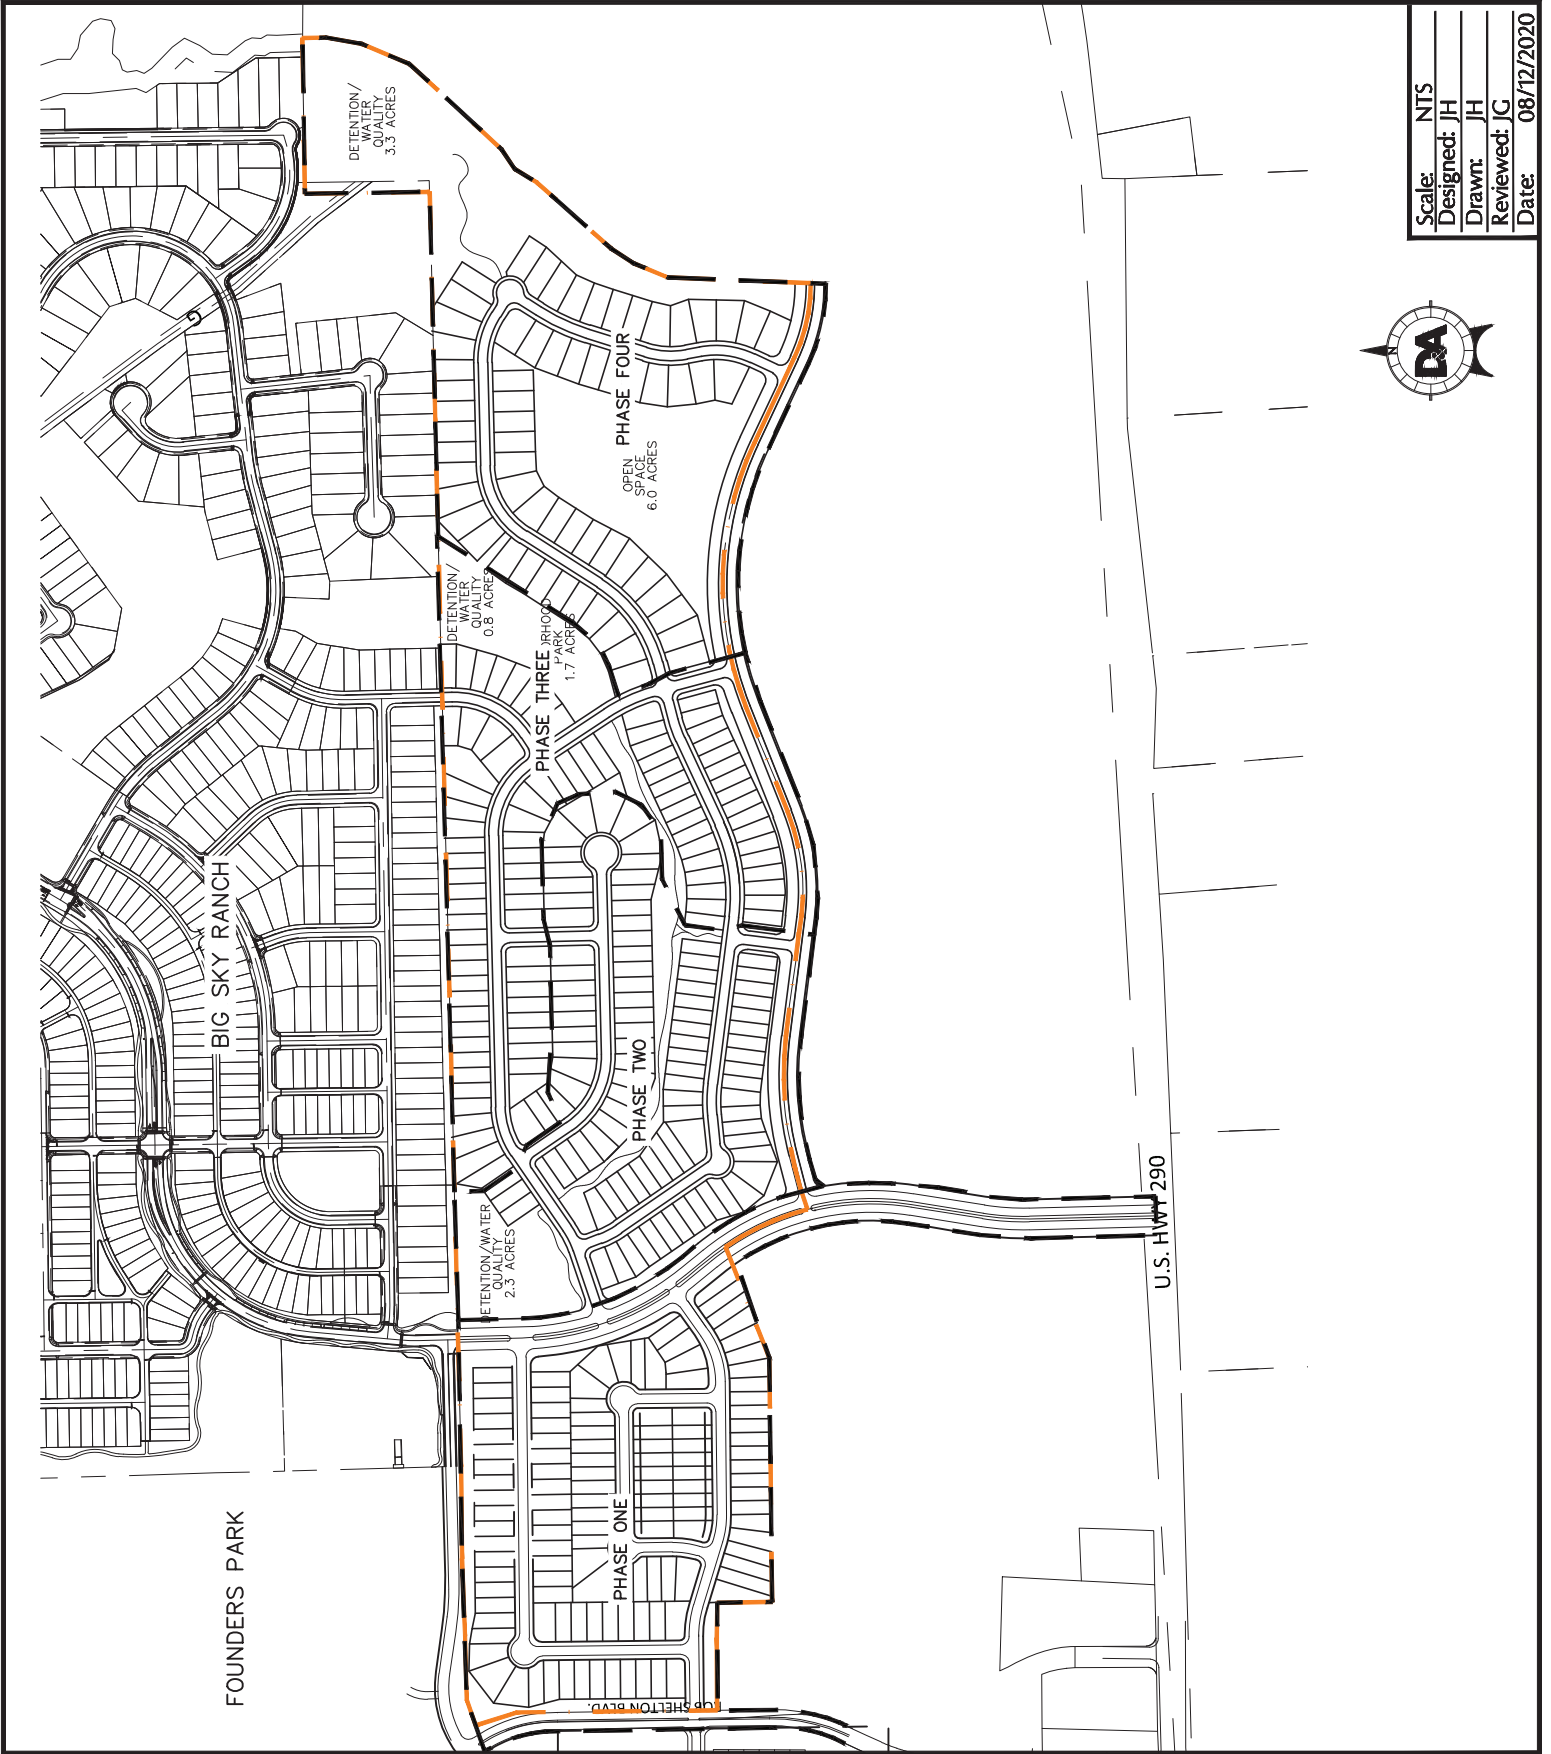 Scale: NTS
Designed: JH
Drawn: JH
Reviewed: JG
Date: 08/12/2020
N
D&A
DETENTION/
WATER
QUALITY
3.3 ACRES
G
PHASE FOUR
OPEN
SPACE
6.0 ACRES
DETENTION/
WATER
QUALITY
0.8 ACRES
PARK
1.7 ACRES
PHASE THREE
BIG SKY RANCH
PHASE TWO
DETENTION/WATER
QUALITY
2.3 ACRES
U.S. HWY 290
PHASE ONE
FOUNDERS PARK
SHELTON BLVD.